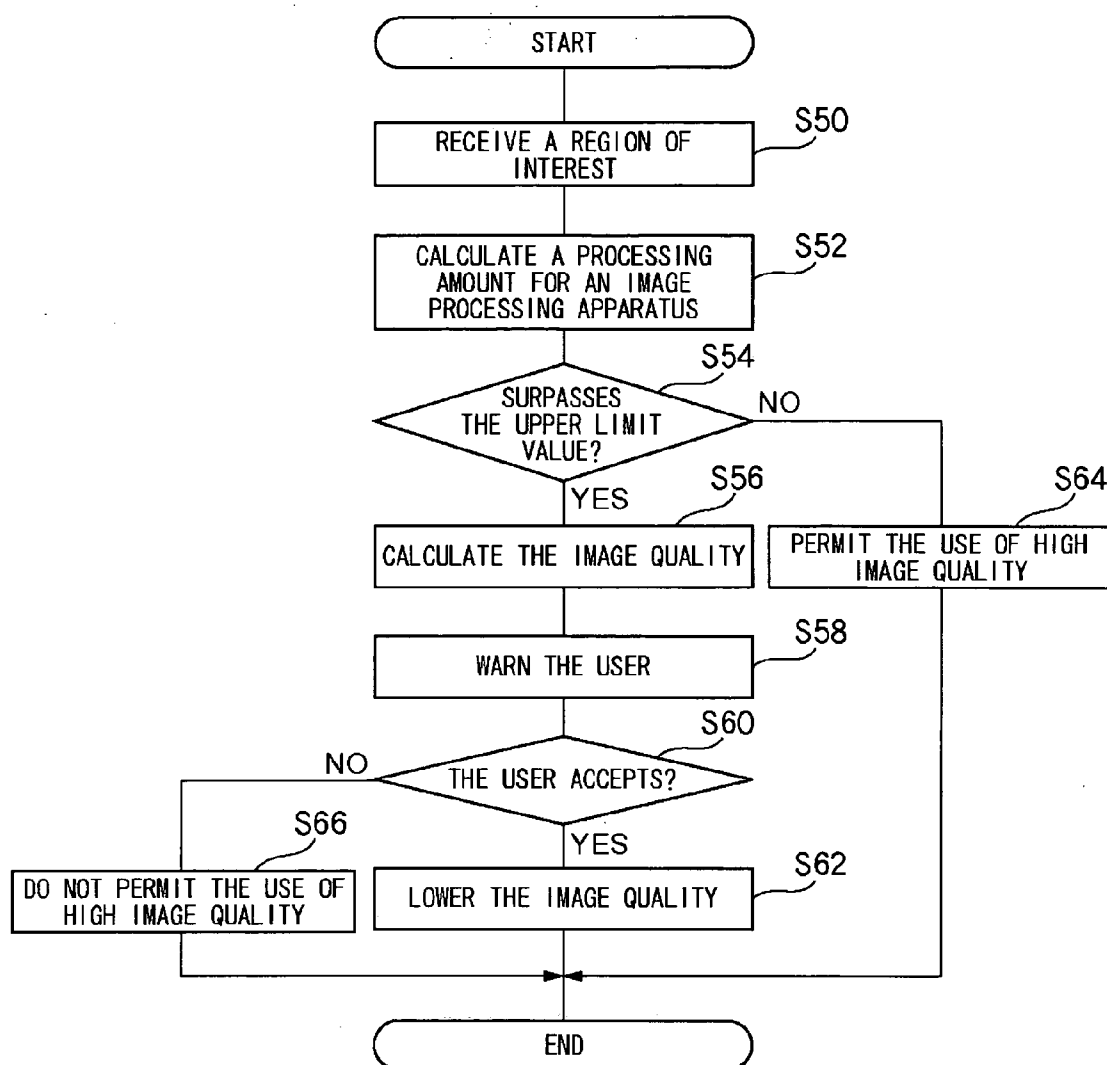 START
S50
RECEIVE A REGION OF
INTEREST
S52
CALCULATE A PROCESSING
AMOUNT FOR AN IMAGE
PROCESSING APPARATUS
S54
SURPASSES
THE UPPER LIMIT
VALUE?
NO
YES
S56
CALCULATE THE IMAGE QUALITY
S64
PERMIT THE USE OF HIGH
IMAGE QUALITY
S58
WARN THE USER
S60
THE USER ACCEPTS?
NO
YES
S66
DO NOT PERMIT THE USE OF
HIGH IMAGE QUALITY
S62
LOWER THE IMAGE QUALITY
END